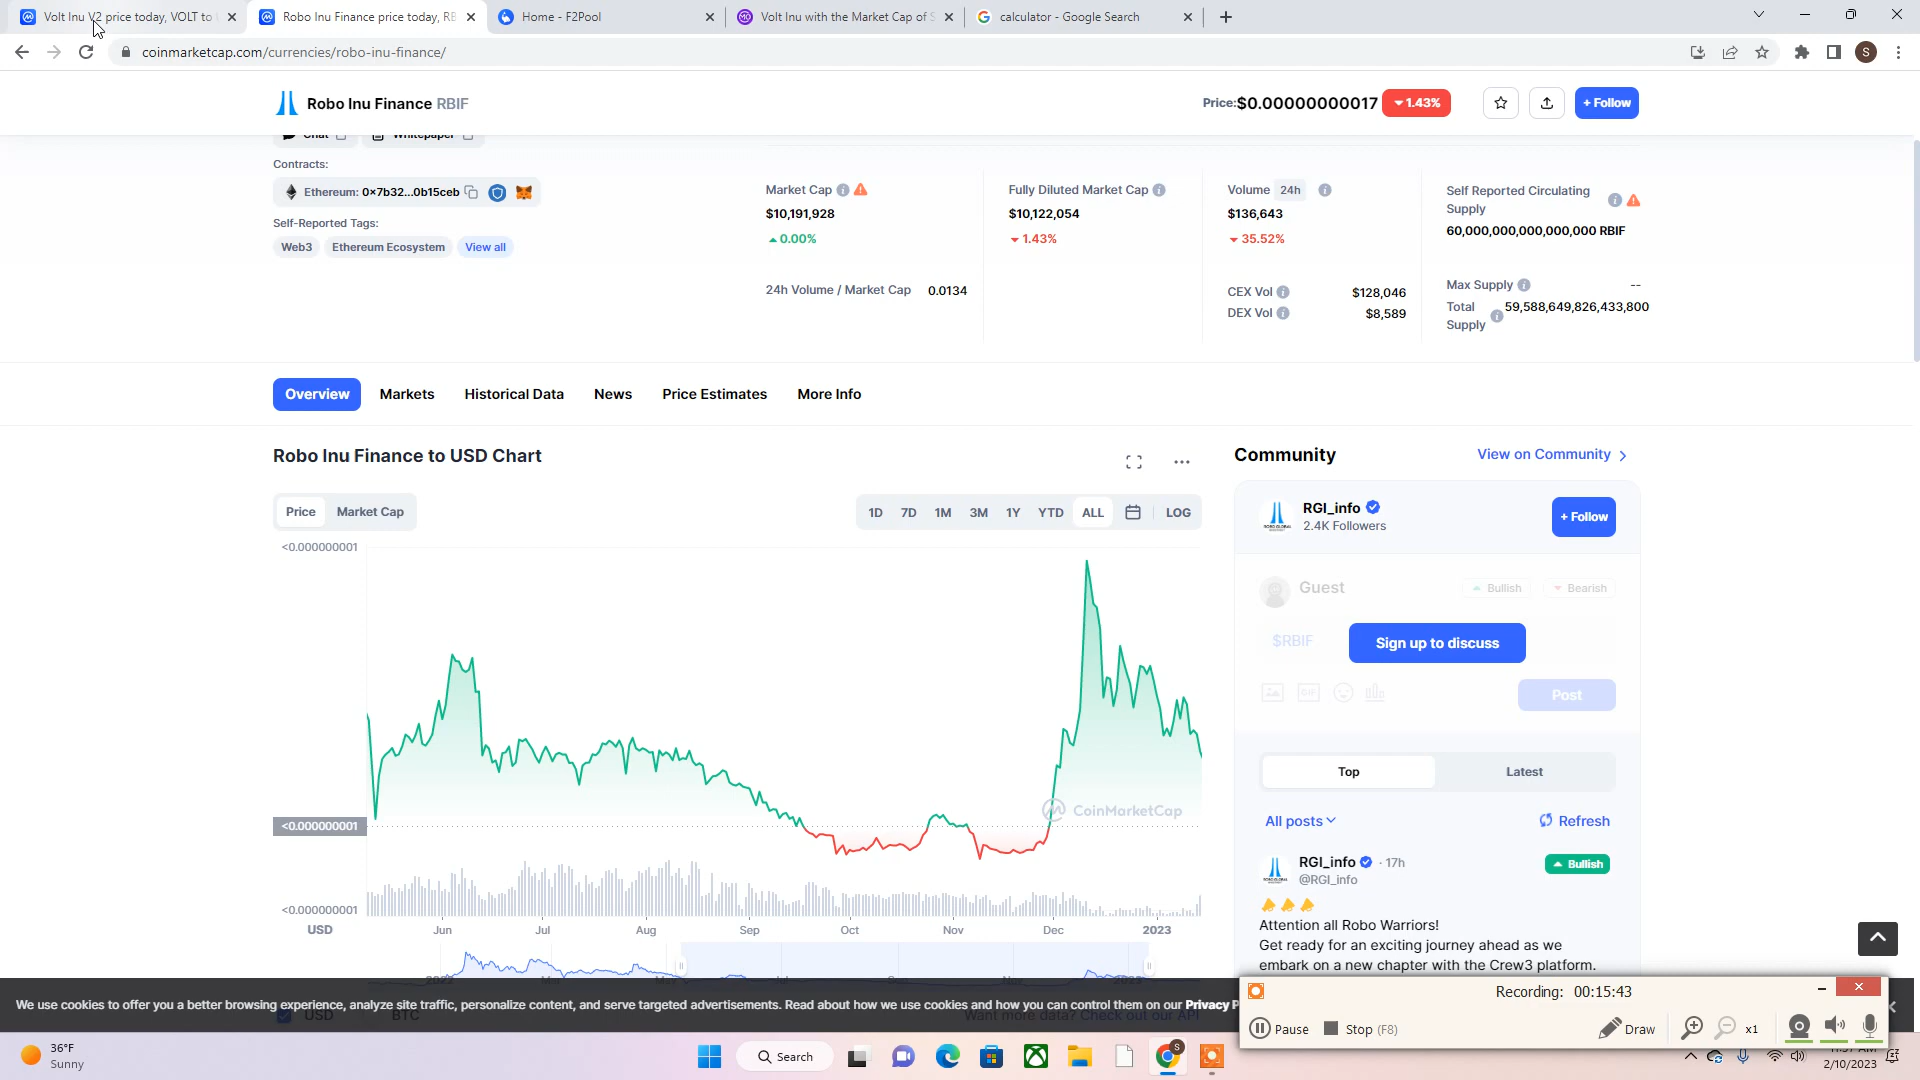 Volt Inu V2 price today, VOLT to
Robo Inu Finance price today, RB
Home - F2Pool
Volt Inu with the Market Cap of S
calculator - Google Search
coinmarketcap.com/currencies/robo-inu-finance/
S
Robo Inu Finance RBIF
Price:$0.00000000017
1.43%
+ Follow
Chat
Whitepaper
Contracts:
Ethereum: 0x7b32...0b15ceb
Self-Reported Tags:
Web3
Ethereum Ecosystem
View all
Market Cap
$10,191,928
0.00%
24h Volume / Market Cap 0.0134
Fully Diluted Market Cap
$10,122,054
1.43%
Volume 24h
$136,643
35.52%
CEX Vol $128,046
DEX Vol $8,589
Self Reported Circulating
Supply
60,000,000,000,000,000 RBIF
Max Supply --
Total
Supply
59,588,649,826,433,800
Overview
Markets
Historical Data
News
Price Estimates
More Info
Robo Inu Finance to USD Chart
Price
Market Cap
1D 7D 1M 3M 1Y YTD ALL LOG
<0.000000001
<0.000000001
<0.000000001
CoinMarketCap
USD
Jun Jul Aug Sep Oct Nov Dec 2023
Community
View on Community
RGI_info
2.4K Followers
+ Follow
Guest
Bullish
Bearish
$RBIF
Sign up to discuss
GIF
Post
Top
Latest
All posts
Refresh
RGI_info · 17h
@RGI_info
Bullish
Attention all Robo Warriors!
Get ready for an exciting journey ahead as we
embark on a new chapter with the Crew3 platform.
We use cookies to offer you a better browsing experience, analyze site traffic, personalize content, and serve targeted advertisements. Read about how we use cookies and how you can control them on our Privacy P
USD
BTC
Want more data? Check out our API
Recording: 00:15:43
Pause
Stop (F8)
Draw
x1
36°F
Sunny
Search
S
2/10/2023